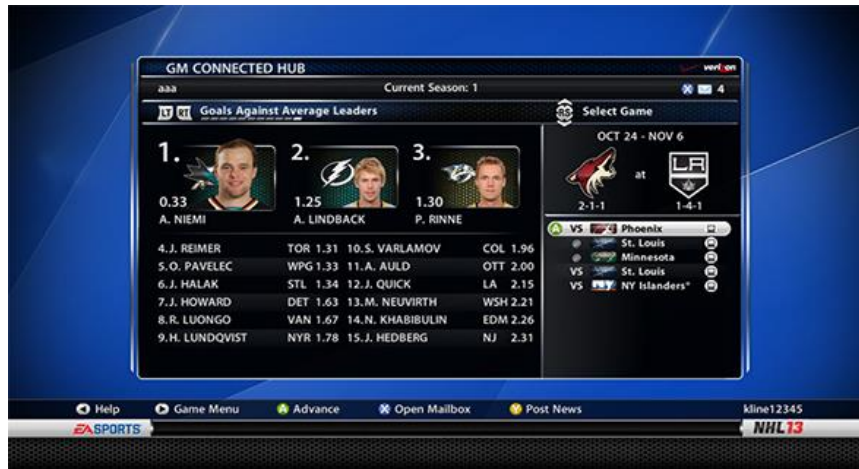 GM CONNECTED HUB
verizon
aaa
Current Season: 1
4
LT RT Goals Against Average Leaders
RS Select Game
1.
0.33
A. NIEMI
2.
1.25
A. LINDBACK
3.
1.30
P. RINNE
4.J. REIMER TOR 1.31
5.O. PAVELEC WPG 1.33
6.J. HALAK STL 1.34
7.J. HOWARD DET 1.63
8.R. LUONGO VAN 1.67
9.H. LUNDQVIST NYR 1.78
10.S. VARLAMOV COL 1.96
11.A. AULD OTT 2.00
12.J. QUICK LA 2.15
13.M. NEUVIRTH WSH 2.21
14.N. KHABIBULIN EDM 2.26
15.J. HEDBERG NJ 2.31
OCT 24 - NOV 6
at
LA
2-1-1
1-4-1
A VS Phoenix
@ St. Louis
@ Minnesota
VS St. Louis
VS NY Islanders*
Help
Game Menu
A Advance
X Open Mailbox
Y Post News
kline12345
EA SPORTS
NHL 13